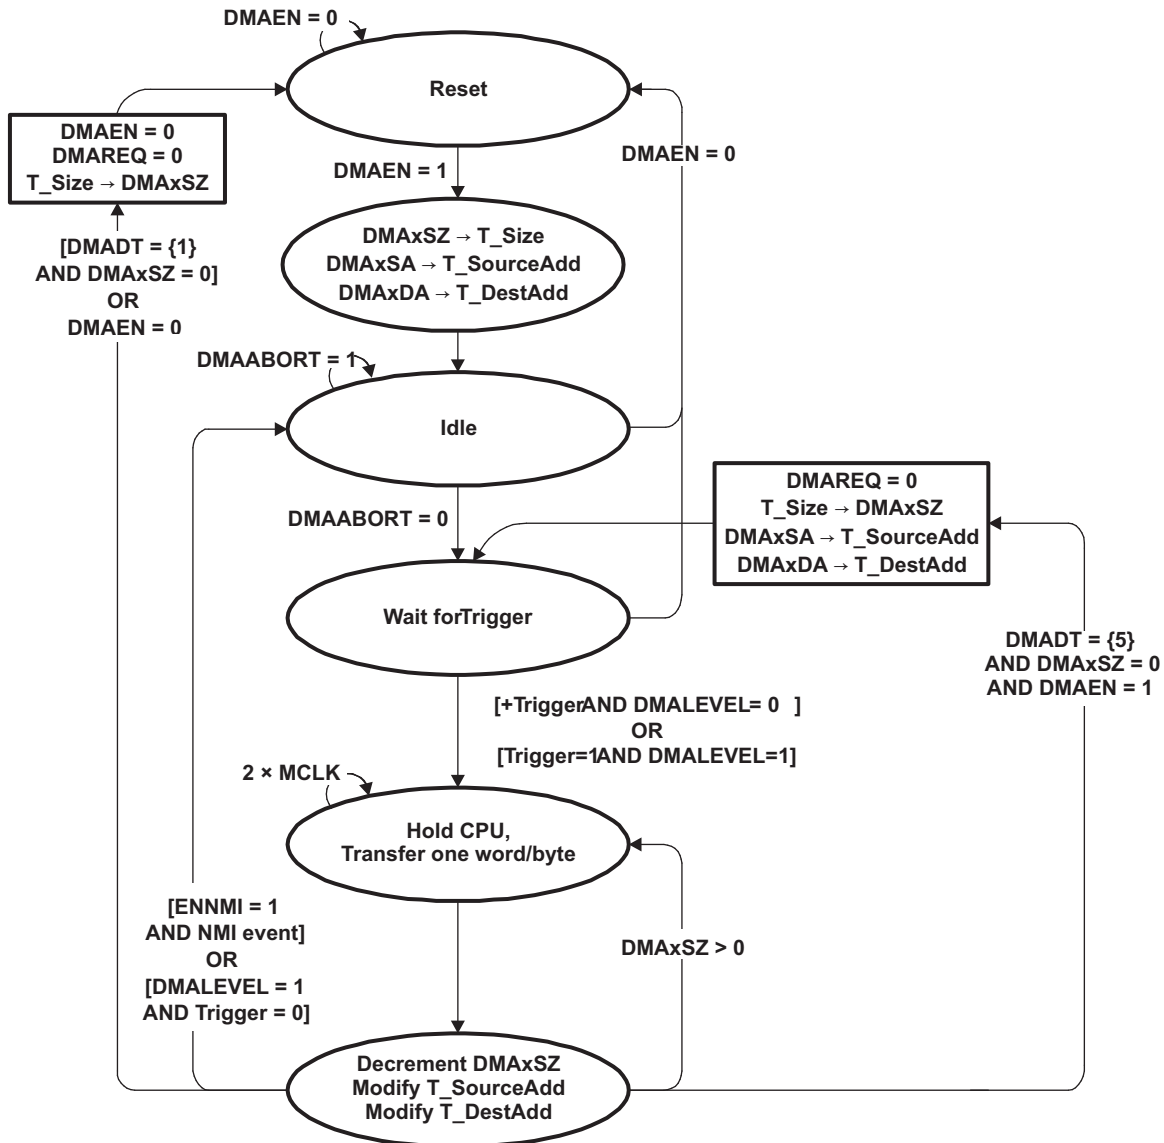 DMAEN = 0
Reset
DMAEN = 0
DMAREQ = 0
T_Size → DMAxSZ
DMAEN = 1
DMAEN = 0
[DMADT = {1}
AND DMAxSZ = 0]
OR
DMAEN = 0
DMAxSZ → T_Size
DMAxSA → T_SourceAdd
DMAxDA → T_DestAdd
DMAABORT = 1
Idle
DMAABORT = 0
DMAREQ = 0
T_Size → DMAxSZ
DMAxSA → T_SourceAdd
DMAxDA → T_DestAdd
Wait forTrigger
DMADT = {5}
AND DMAxSZ = 0
AND DMAEN = 1
[+TriggerAND DMALEVEL= 0 ]
OR
[Trigger=1AND DMALEVEL=1]
2 × MCLK
Hold CPU,
Transfer one word/byte
[ENNMI = 1
AND NMI event]
OR
[DMALEVEL = 1
AND Trigger = 0]
DMAxSZ > 0
Decrement DMAxSZ
Modify T_SourceAdd
Modify T_DestAdd